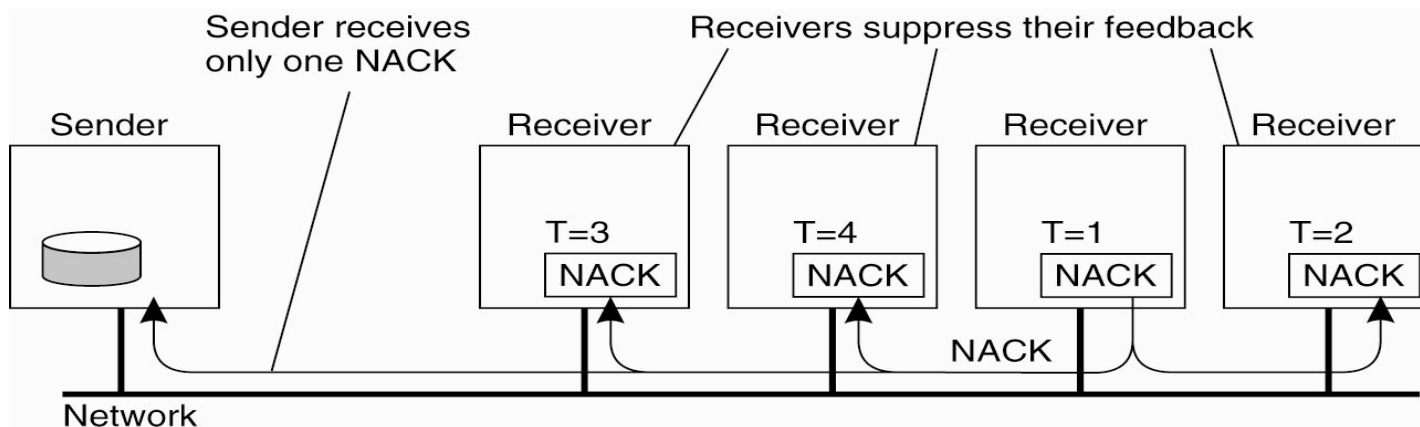 Sender receives
only one NACK
Receivers suppress their feedback
Sender
Receiver
Receiver
Receiver
Receiver
T=3
T=4
T=1
T=2
NACK
NACK
NACK
NACK
NACK
Network